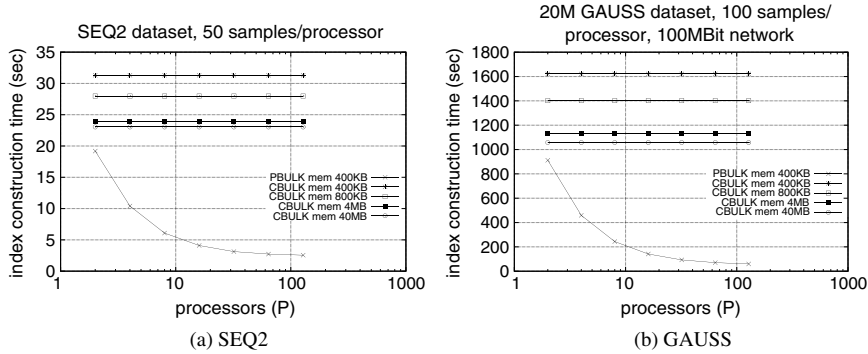 SEQ2 dataset, 50 samples/processor
index construction time (sec)
35
30
25
20
15
10
5
0
PBULK mem 400KB
CBULK mem 400KB
CBULK mem 800KB
CBULK mem 4MB
CBULK mem 40MB
1
10
100
1000
processors (P)
(a) SEQ2
20M GAUSS dataset, 100 samples/
processor, 100MBit network
index construction time (sec)
1800
1600
1400
1200
1000
800
600
400
200
0
PBULK mem 400KB
CBULK mem 400KB
CBULK mem 800KB
CBULK mem 4MB
CBULK mem 40MB
1
10
100
1000
processors (P)
(b) GAUSS